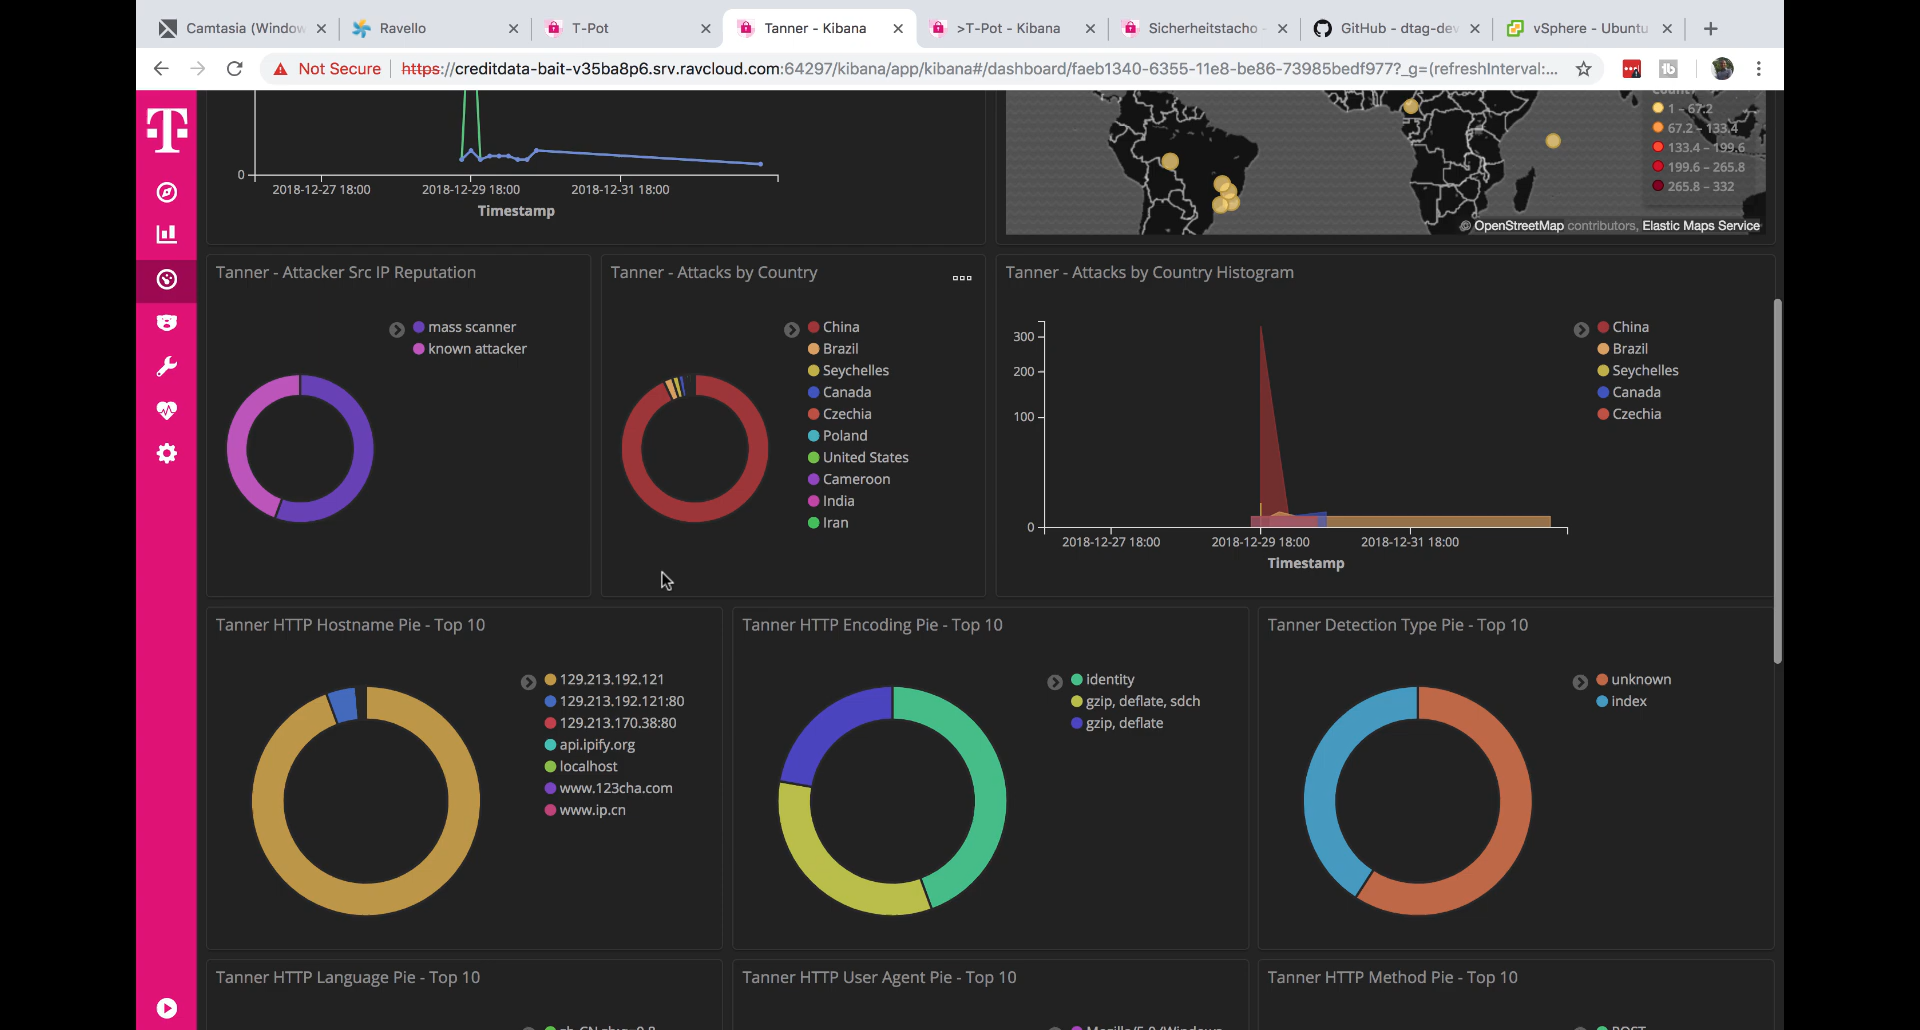 Camtasia (Window
Ravello
T-Pot
Tanner - Kibana
>T-Pot - Kibana
Sicherheitstacho -
GitHub - dtag-dev
vSphere - Ubuntu
Not Secure
https://creditdata-bait-v35ba8p6.srv.ravcloud.com:64297/kibana/app/kibana#/dashboard/faeb1340-6355-11e8-be86-73985bedf977?_g=(refreshInterval:...
T
0
2018-12-27 18:00
2018-12-29 18:00
2018-12-31 18:00
Timestamp
Count
1 – 67.2
67.2 – 133.4
133.4 – 199.6
199.6 – 265.8
265.8 – 332
© OpenStreetMap contributors, Elastic Maps Service
Tanner - Attacker Src IP Reputation
mass scanner
known attacker
Tanner - Attacks by Country
China
Brazil
Seychelles
Canada
Czechia
Poland
United States
Cameroon
India
Iran
Tanner - Attacks by Country Histogram
300
200
100
0
2018-12-27 18:00
2018-12-29 18:00
2018-12-31 18:00
Timestamp
China
Brazil
Seychelles
Canada
Czechia
Tanner HTTP Hostname Pie - Top 10
129.213.192.121
129.213.192.121:80
129.213.170.38:80
api.ipify.org
localhost
www.123cha.com
www.ip.cn
Tanner HTTP Encoding Pie - Top 10
identity
gzip, deflate, sdch
gzip, deflate
Tanner Detection Type Pie - Top 10
unknown
index
Tanner HTTP Language Pie - Top 10
Tanner HTTP User Agent Pie - Top 10
Tanner HTTP Method Pie - Top 10
POST